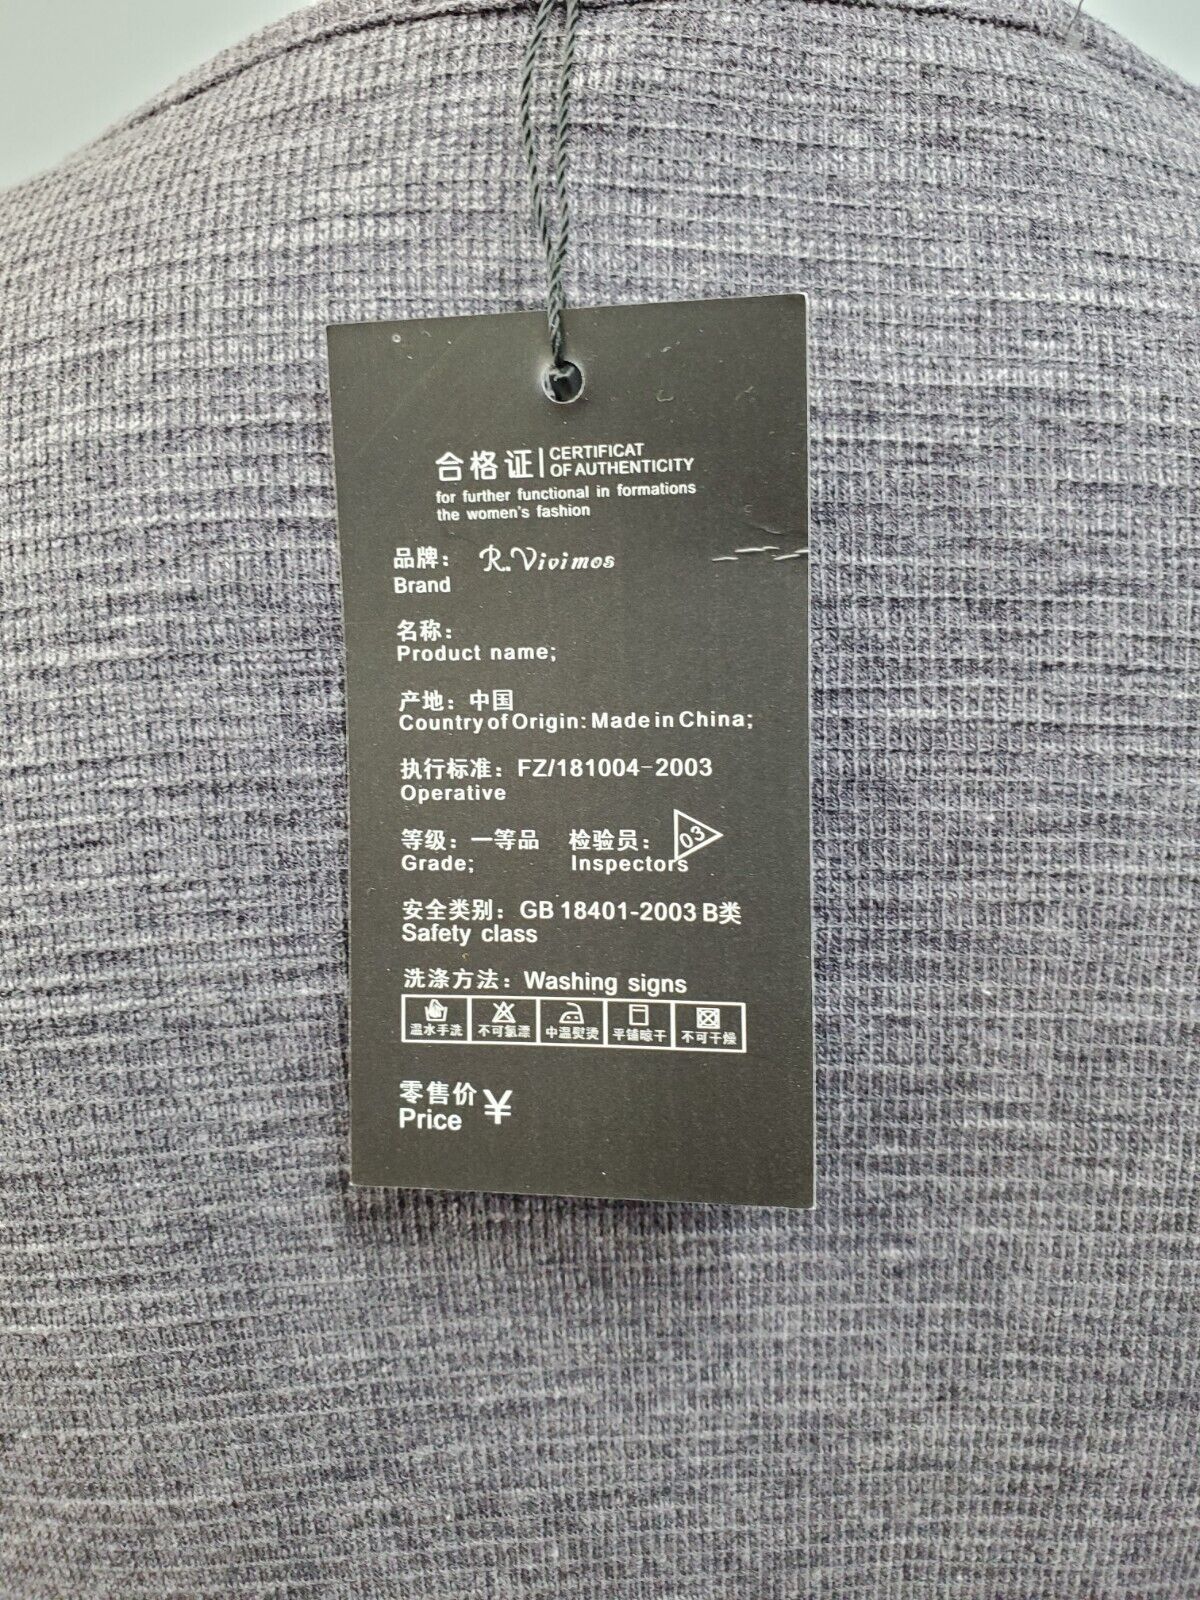 合格证 CERTIFICAT
OF AUTHENTICITY
for further functional in formations
the women's fashion
品牌： R.Vivimos
Brand
名称：
Product name;
产地：中国
Country of Origin: Made in China;
执行标准：FZ/181004-2003
Operative
等级：一等品 检验员： 03
Grade; Inspectors
安全类别：GB 18401-2003 B类
Safety class
洗涤方法：Washing signs
温水手洗 不可氯漂 中温熨烫 平铺晾干 不可干燥
零售价 ¥
Price